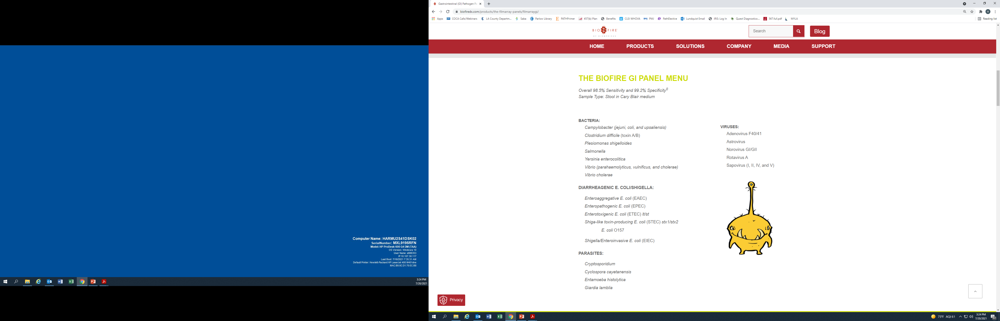 Computer Name: HARMU2S41DSK02
SerialNumber: MXL9195RFN
Model: HP ProDesk 600 G4 DM (TAA)
OS Version: Windows 10
User Name: e666353
IP:10.107.30.117
Last Boot: 7/16/2021 7:35:31 AM
Default Printer: Hewlett-Packard HP LaserJet 400 M401dne
MAC:B0:0C:D1:70:EC:B8
3:24 PM
7/20/2021
Gastrointestinal (GI) Pathogen Pa
biofiredx.com/products/the-filmarray-panels/filmarraygi/
Apps COCA Calls/Webinars LA County Departm... Saba Parlow Library PATHPrimer 457(b) Plan Benefits CLSI WHOVA BMJ PMJ PathElective Lundquist Email iRIS: Log In Quest Diagnostics:... 567.full.pdf MYLA Reading list
BIO FIRE
BY BIOMÉRIEUX
Search
Blog
HOME PRODUCTS SOLUTIONS COMPANY MEDIA SUPPORT
THE BIOFIRE GI PANEL MENU
Overall 98.5% Sensitivity and 99.2% Specificity8
Sample Type: Stool in Cary Blair medium
BACTERIA:
Campylobacter (jejuni, coli, and upsaliensis)
Clostridium difficile (toxin A/B)
Plesiomonas shigelloides
Salmonella
Yersinia enterocolitica
Vibrio (parahaemolyticus, vulnificus, and cholerae)
Vibrio cholerae
DIARRHEAGENIC E. COLI/SHIGELLA:
Enteroaggregative E. coli (EAEC)
Enteropathogenic E. coli (EPEC)
Enterotoxigenic E. coli (ETEC) lt/st
Shiga-like toxin-producing E. coli (STEC) stx1/stx2
E. coli O157
Shigella/Enteroinvasive E. coli (EIEC)
PARASITES:
Cryptosporidium
Cyclospora cayetanensis
Entamoeba histolytica
Giardia lamblia
VIRUSES:
Adenovirus F40/41
Astrovirus
Norovirus GI/GII
Rotavirus A
Sapovirus (I, II, IV, and V)
Privacy
75°F AQI 61
3:24 PM
7/20/2021
22